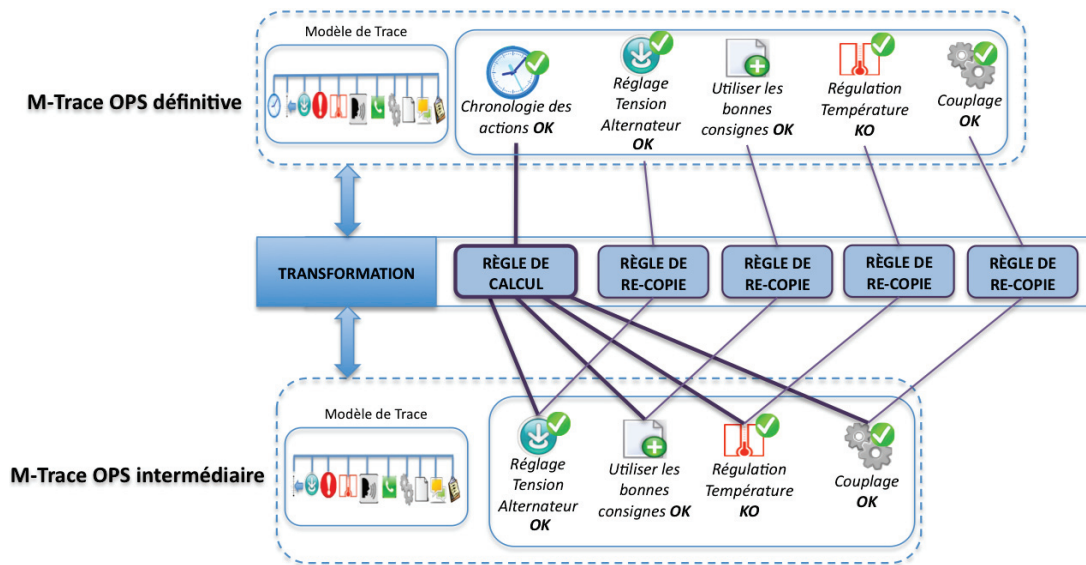 Modèle de Trace
M-Trace OPS définitive
Chronologie des
actions OK
Réglage
Tension
Alternateur
OK
Utiliser les
bonnes
consignes OK
Régulation
Température
KO
Couplage
OK
TRANSFORMATION
RÈGLE DE
CALCUL
RÈGLE DE
RE-COPIE
RÈGLE DE
RE-COPIE
RÈGLE DE
RE-COPIE
RÈGLE DE
RE-COPIE
Modèle de Trace
M-Trace OPS intermédiaire
Réglage
Tension
Alternateur
OK
Utiliser les
bonnes
consignes OK
Régulation
Température
KO
Couplage
OK